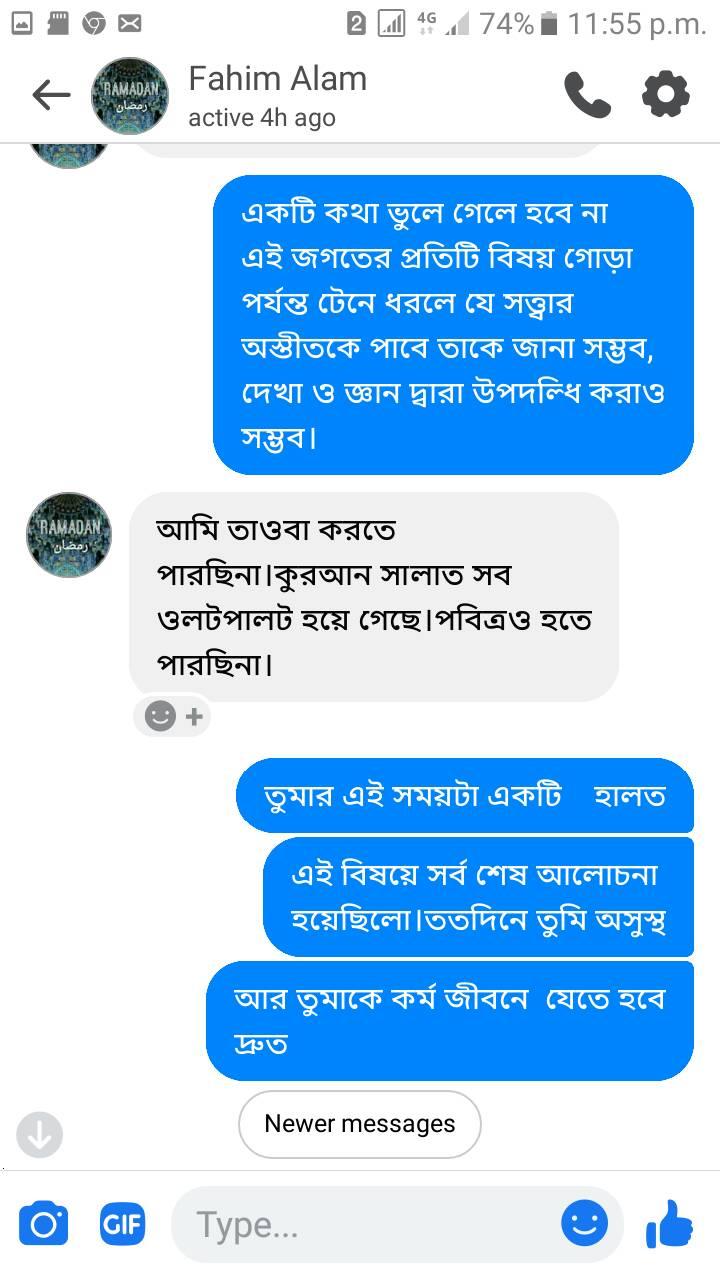 2 4G 74% 11:55 p.m.
Fahim Alam
active 4h ago
RAMADAN
رمضان
একটি কথা ভুলে গেলে হবে না
এই জগতের প্রতিটি বিষয় গোড়া
পর্যন্ত টেনে ধরলে যে সত্ত্বার
অস্তীতকে পাবে তাকে জানা সম্ভব,
দেখা ও জ্ঞান দ্বারা উপদল্ধি করাও
সম্ভব।
RAMADAN
رمضان
আমি তাওবা করতে
পারছিনা।কুরআন সালাত সব
ওলটপালট হয়ে গেছে।পবিত্রও হতে
পারছিনা।
তুমার এই সময়টা একটি হালত
এই বিষয়ে সর্ব শেষ আলোচনা
হয়েছিলো।ততদিনে তুমি অসুস্থ
আর তুমাকে কর্ম জীবনে যেতে হবে
দ্রুত
Newer messages
GIF
Type...